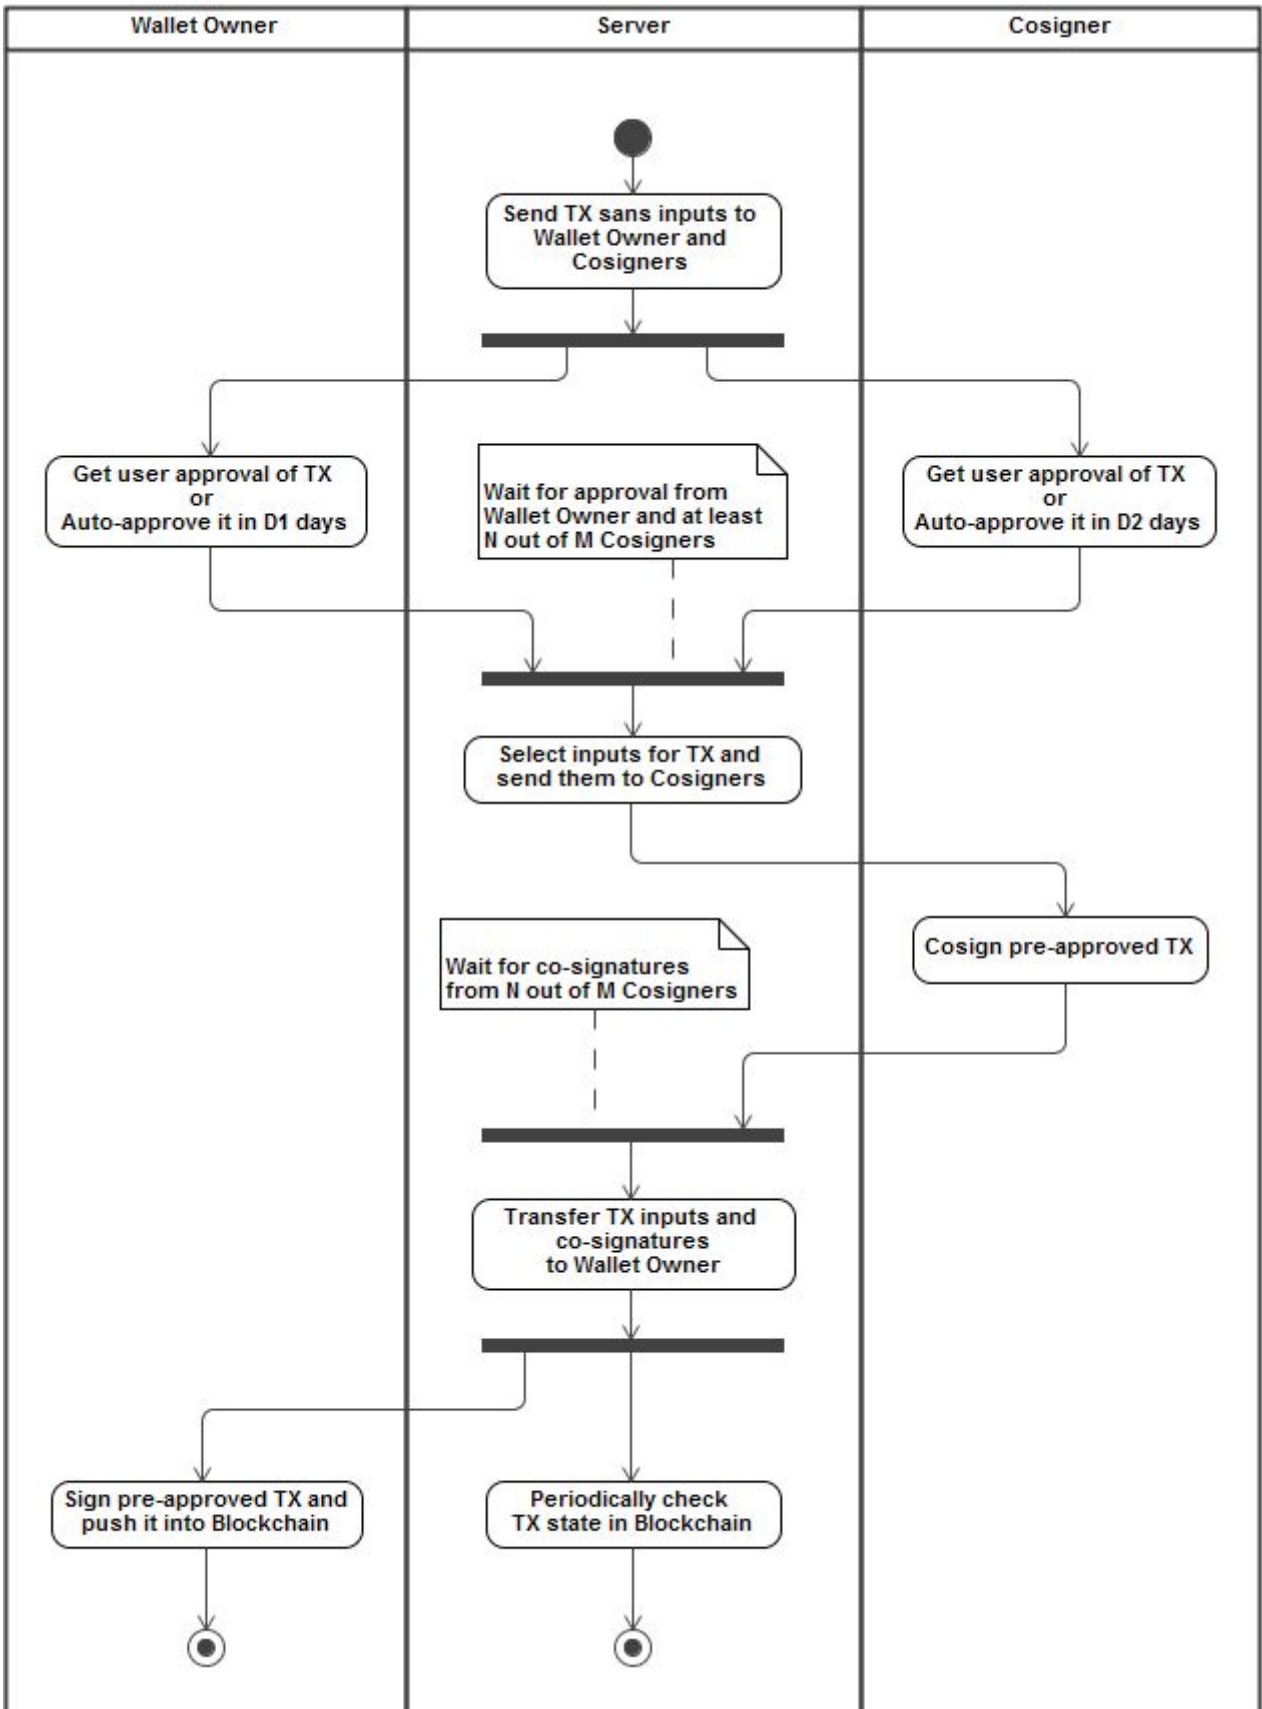 Wallet Owner
Server
Cosigner
Send TX sans inputs to
Wallet Owner and
Cosigners
Get user approval of TX
or
Auto-approve it in D1 days
Wait for approval from
Wallet Owner and at least
N out of M Cosigners
Get user approval of TX
or
Auto-approve it in D2 days
Select inputs for TX and
send them to Cosigners
Cosign pre-approved TX
Wait for co-signatures
from N out of M Cosigners
Transfer TX inputs and
co-signatures
to Wallet Owner
Sign pre-approved TX and
push it into Blockchain
Periodically check
TX state in Blockchain